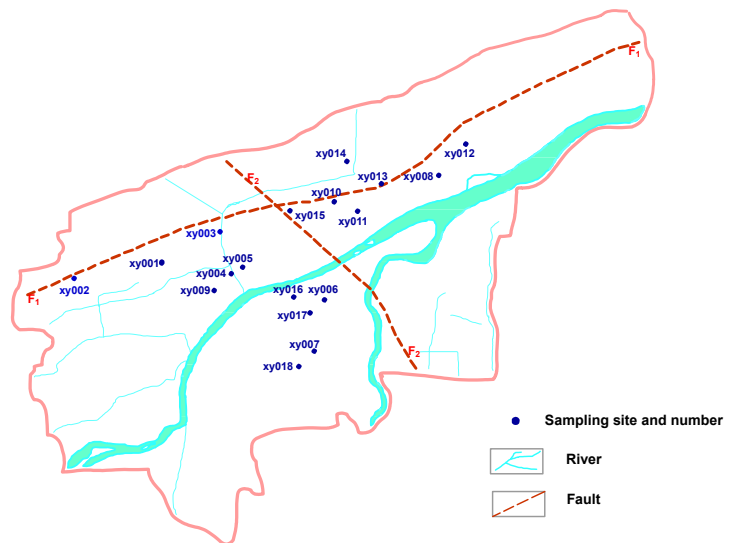 F1
xy014
xy012
xy013
F2
xy008
xy010
xy015
xy011
xy003
xy001
xy005
xy004
xy002
xy009
xy016
xy006
F1
xy017
xy007
F2
xy018
Sampling site and number
River
Fault